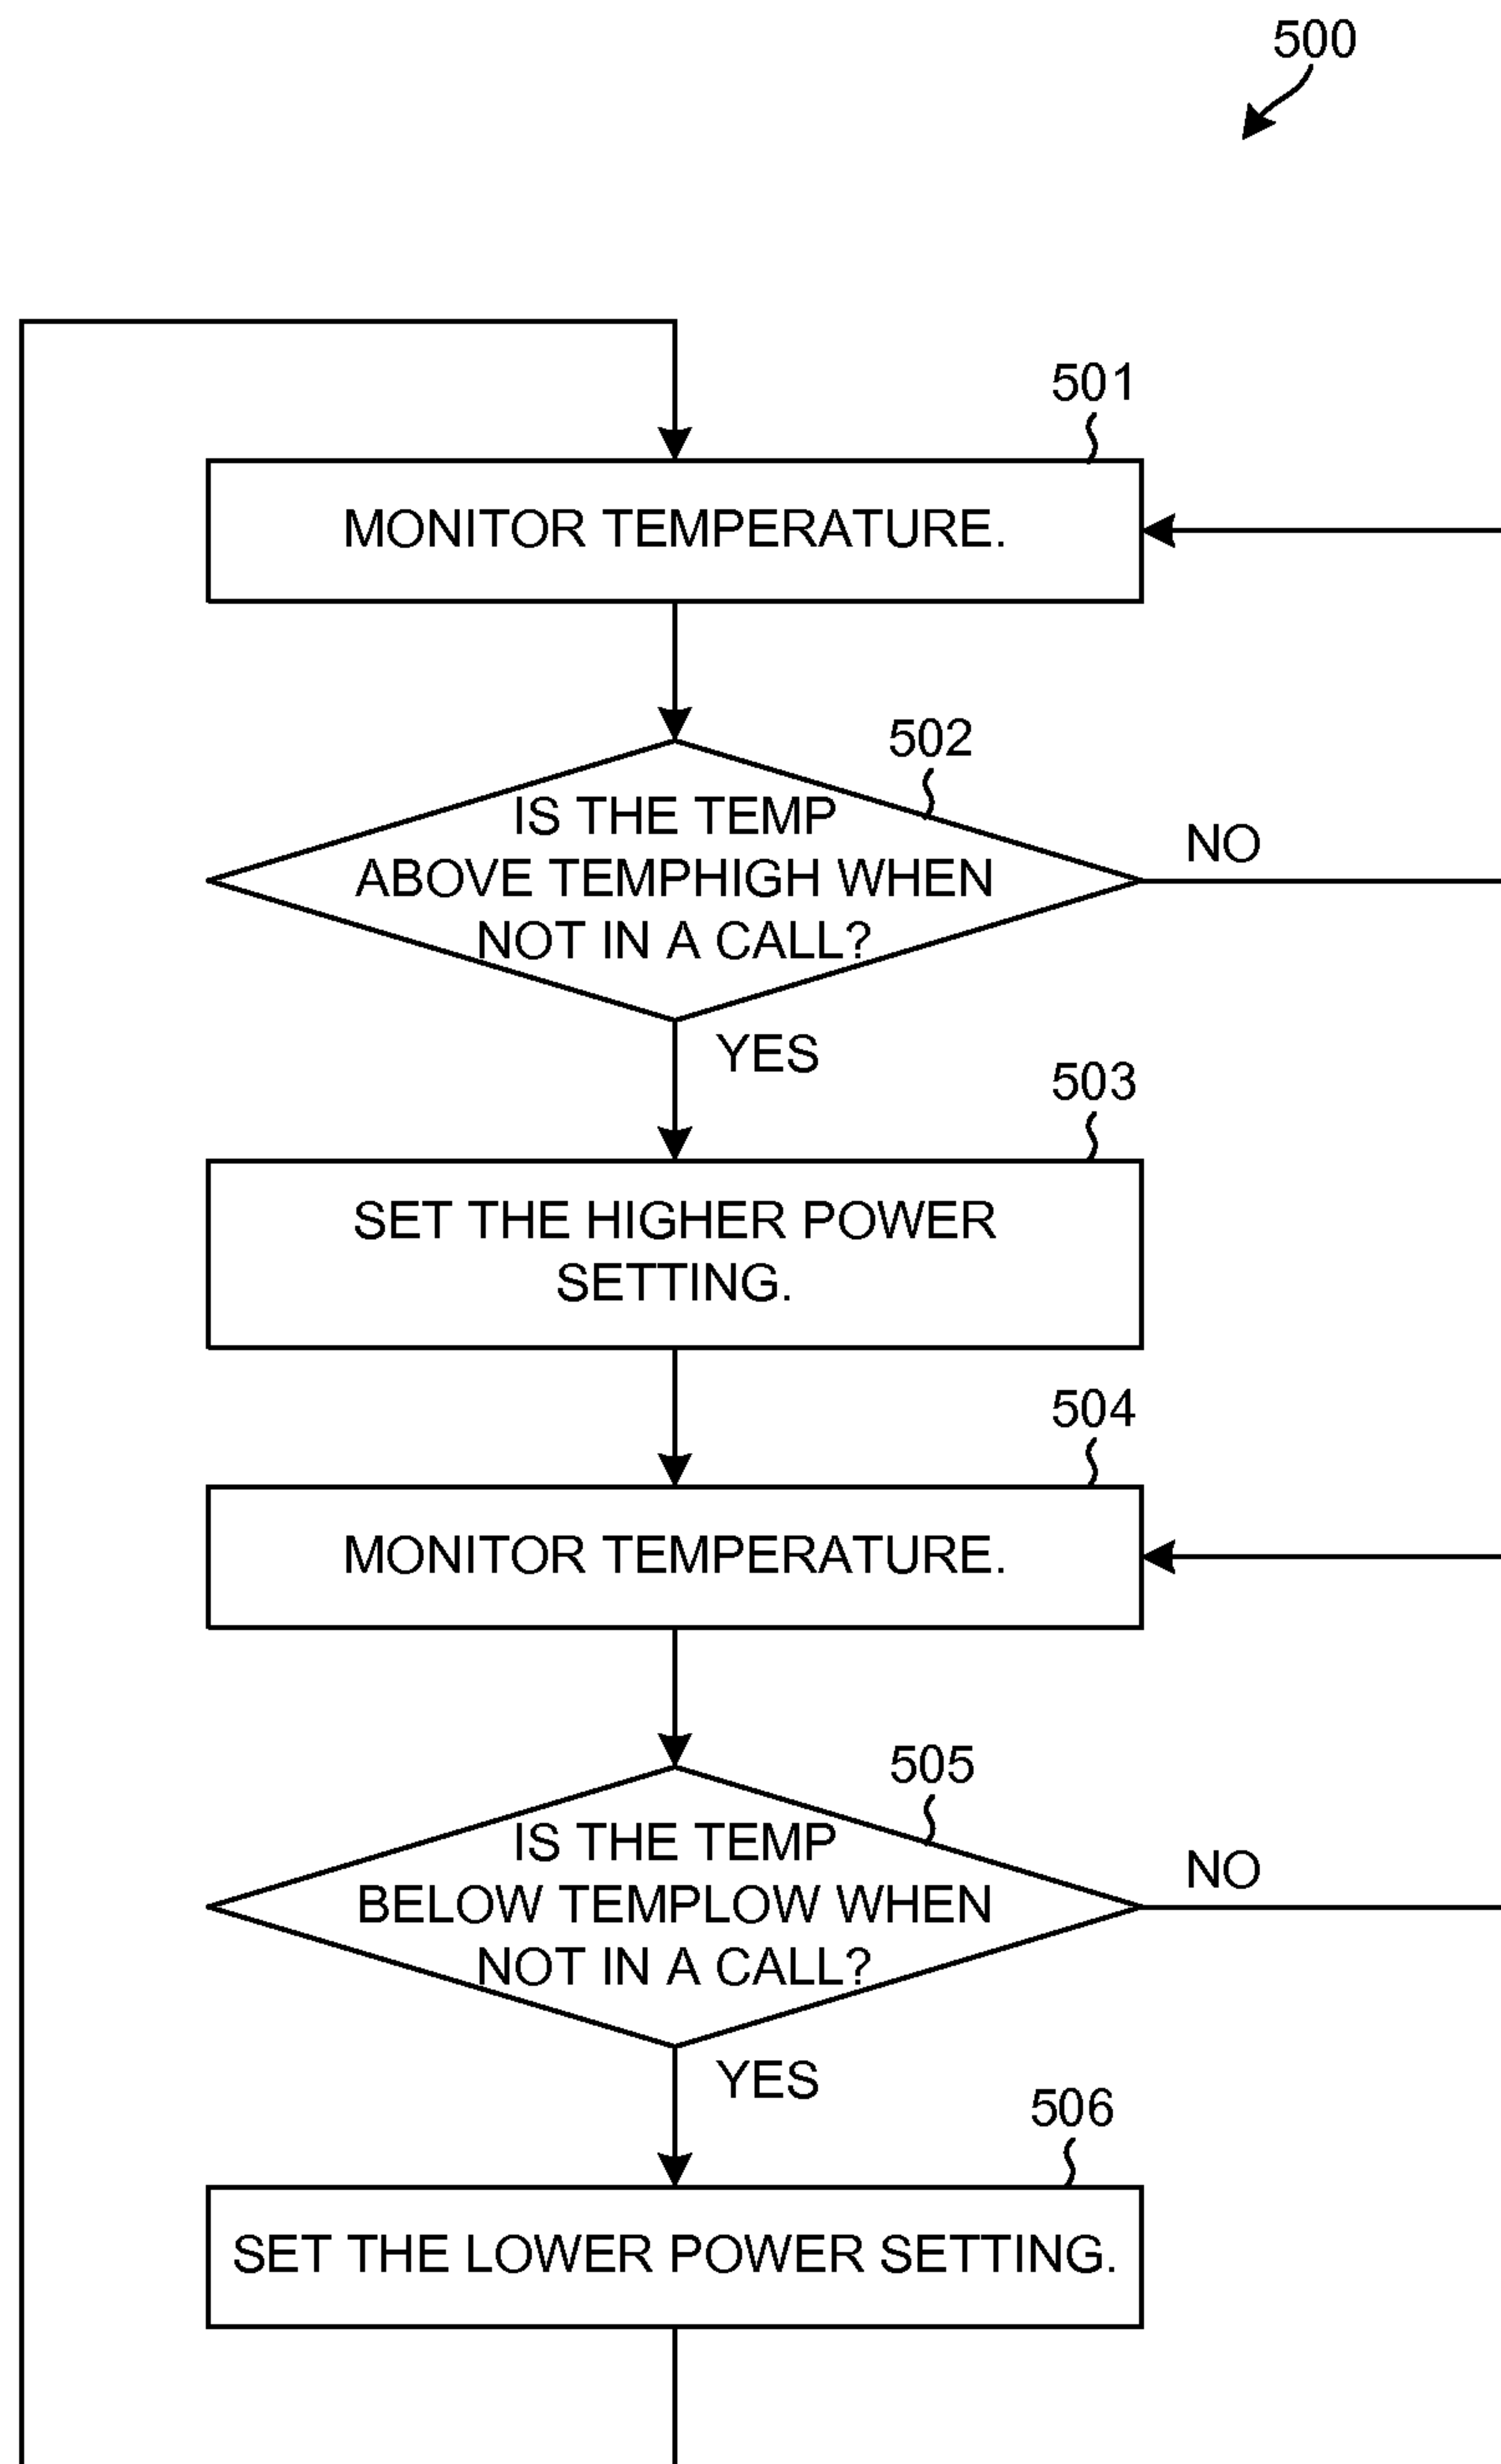 500
501
MONITOR TEMPERATURE.
502
IS THE TEMP
ABOVE TEMPHIGH WHEN
NOT IN A CALL?
NO
YES
503
SET THE HIGHER POWER
SETTING.
504
MONITOR TEMPERATURE.
505
IS THE TEMP
BELOW TEMPLOW WHEN
NOT IN A CALL?
NO
YES
506
SET THE LOWER POWER SETTING.